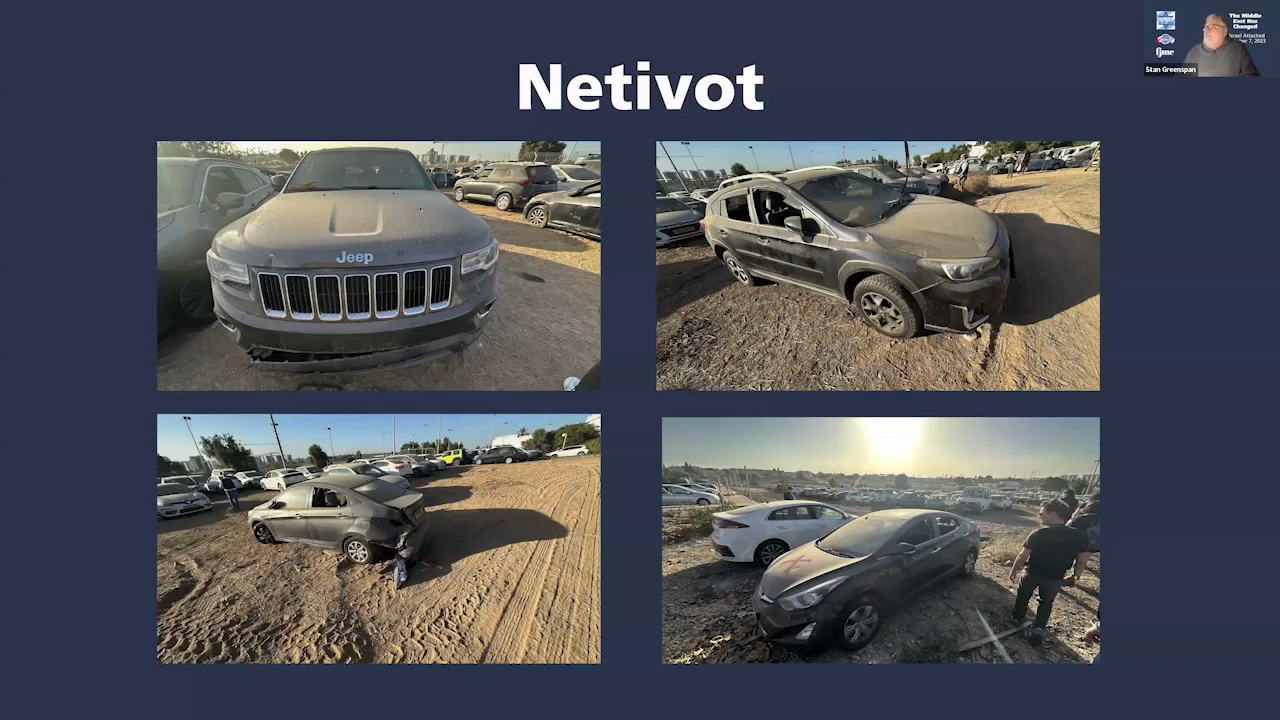 Netivot
The Middle
East Has
Changed
Israel Attacked
fjmc
Stan Greenspan
Jeep